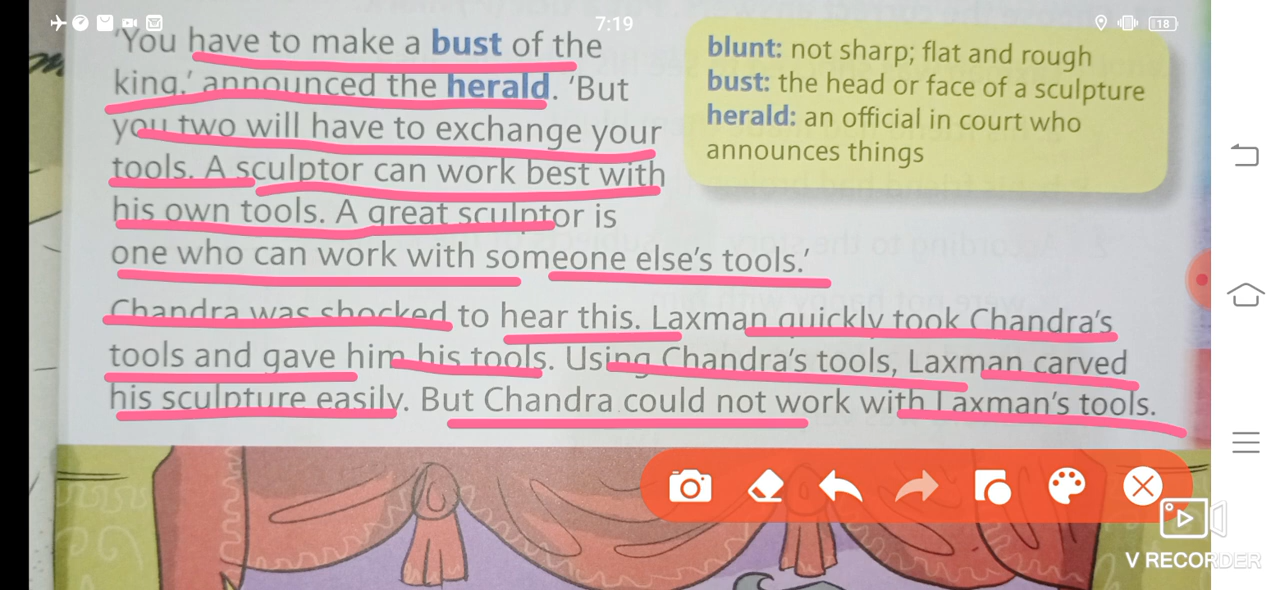 7:19
18
'You have to make a bust of the
king,' announced the herald. 'But
you two will have to exchange your
tools. A sculptor can work best with
his own tools. A great sculptor is
one who can work with someone else's tools.'
Chandra was shocked to hear this. Laxman quickly took Chandra's
tools and gave him his tools. Using Chandra's tools, Laxman carved
his sculpture easily. But Chandra could not work with Laxman's tools.
blunt: not sharp; flat and rough
bust: the head or face of a sculpture
herald: an official in court who
announces things
V RECORDER